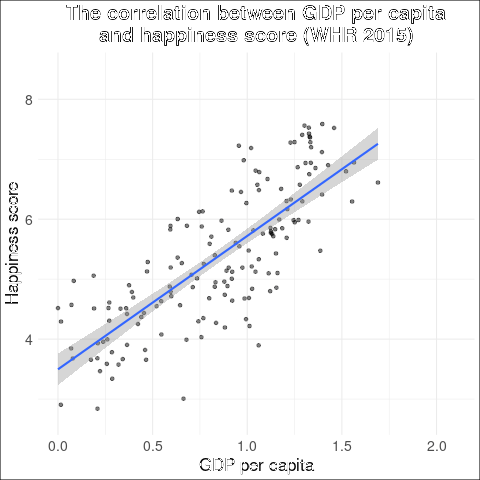 The correlation between GDP per capita
and happiness score (WHR 2015)
8
6
4
Happiness score
0.0 0.5 1.0 1.5 2.0
GDP per capita